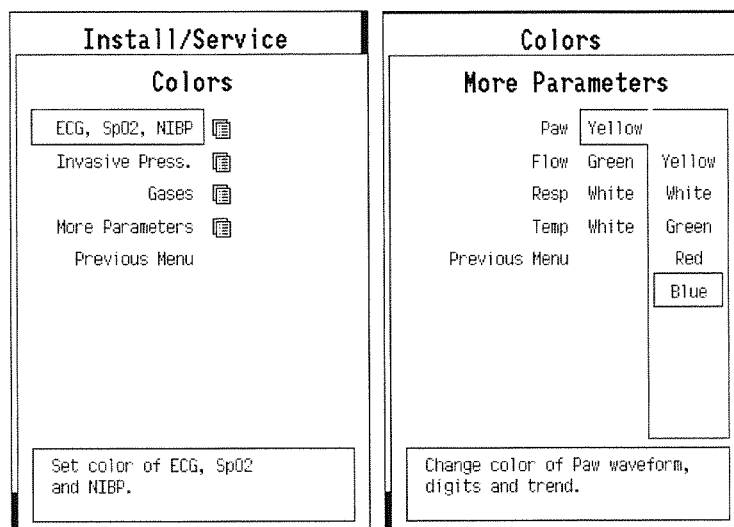 Install/Service
Colors
ECG, SpO2, NIBP
Invasive Press.
Gases
More Parameters
Previous Menu
Set color of ECG, SpO2
and NIBP.
Colors
More Parameters
Paw Yellow
Flow Green Yellow
Resp White White
Temp White Green
Previous Menu Red
Blue
Change color of Paw waveform,
digits and trend.